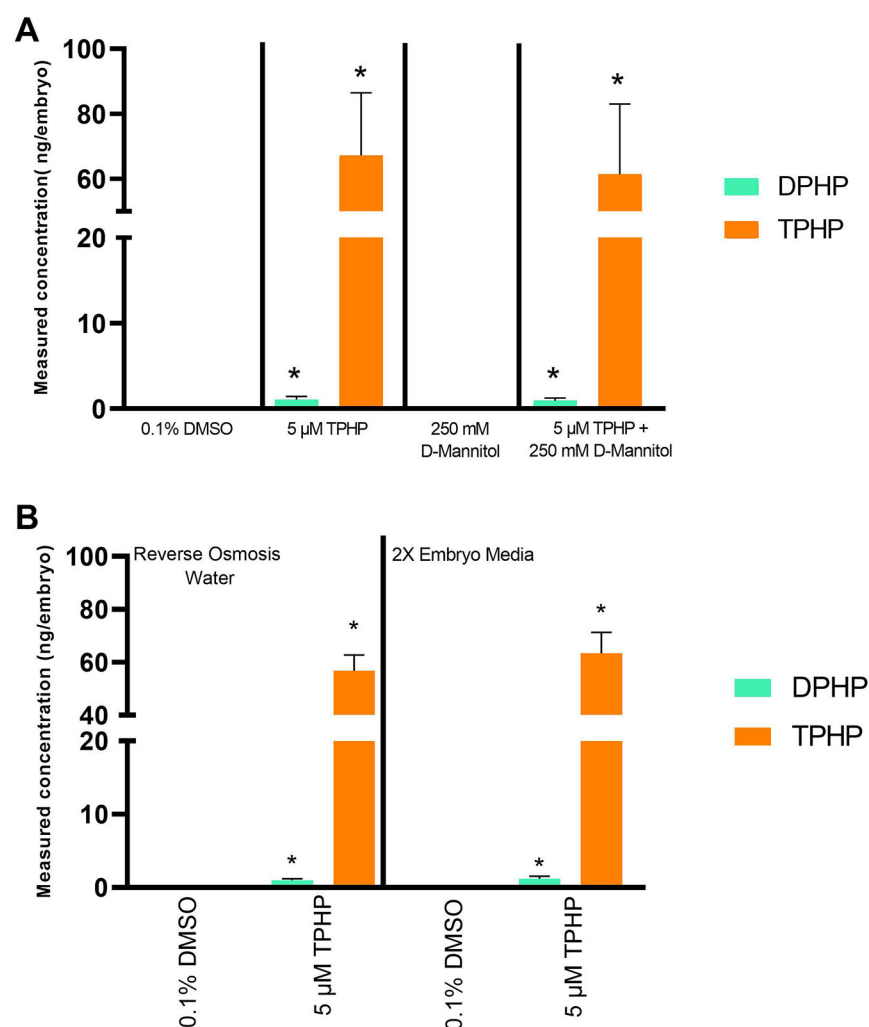 A
Measured concentration( ng/embryo)
100
80
60
20
10
0
*
*
*
*
0.1% DMSO
5 µM TPHP
250 mM
D-Mannitol
5 µM TPHP +
250 mM D-Mannitol
DPHP
TPHP
B
Measured concentration (ng/embryo)
100
80
60
40
20
10
0
Reverse Osmosis
Water
2X Embryo Media
*
*
*
*
0.1% DMSO
5 µM TPHP
0.1% DMSO
5 µM TPHP
DPHP
TPHP